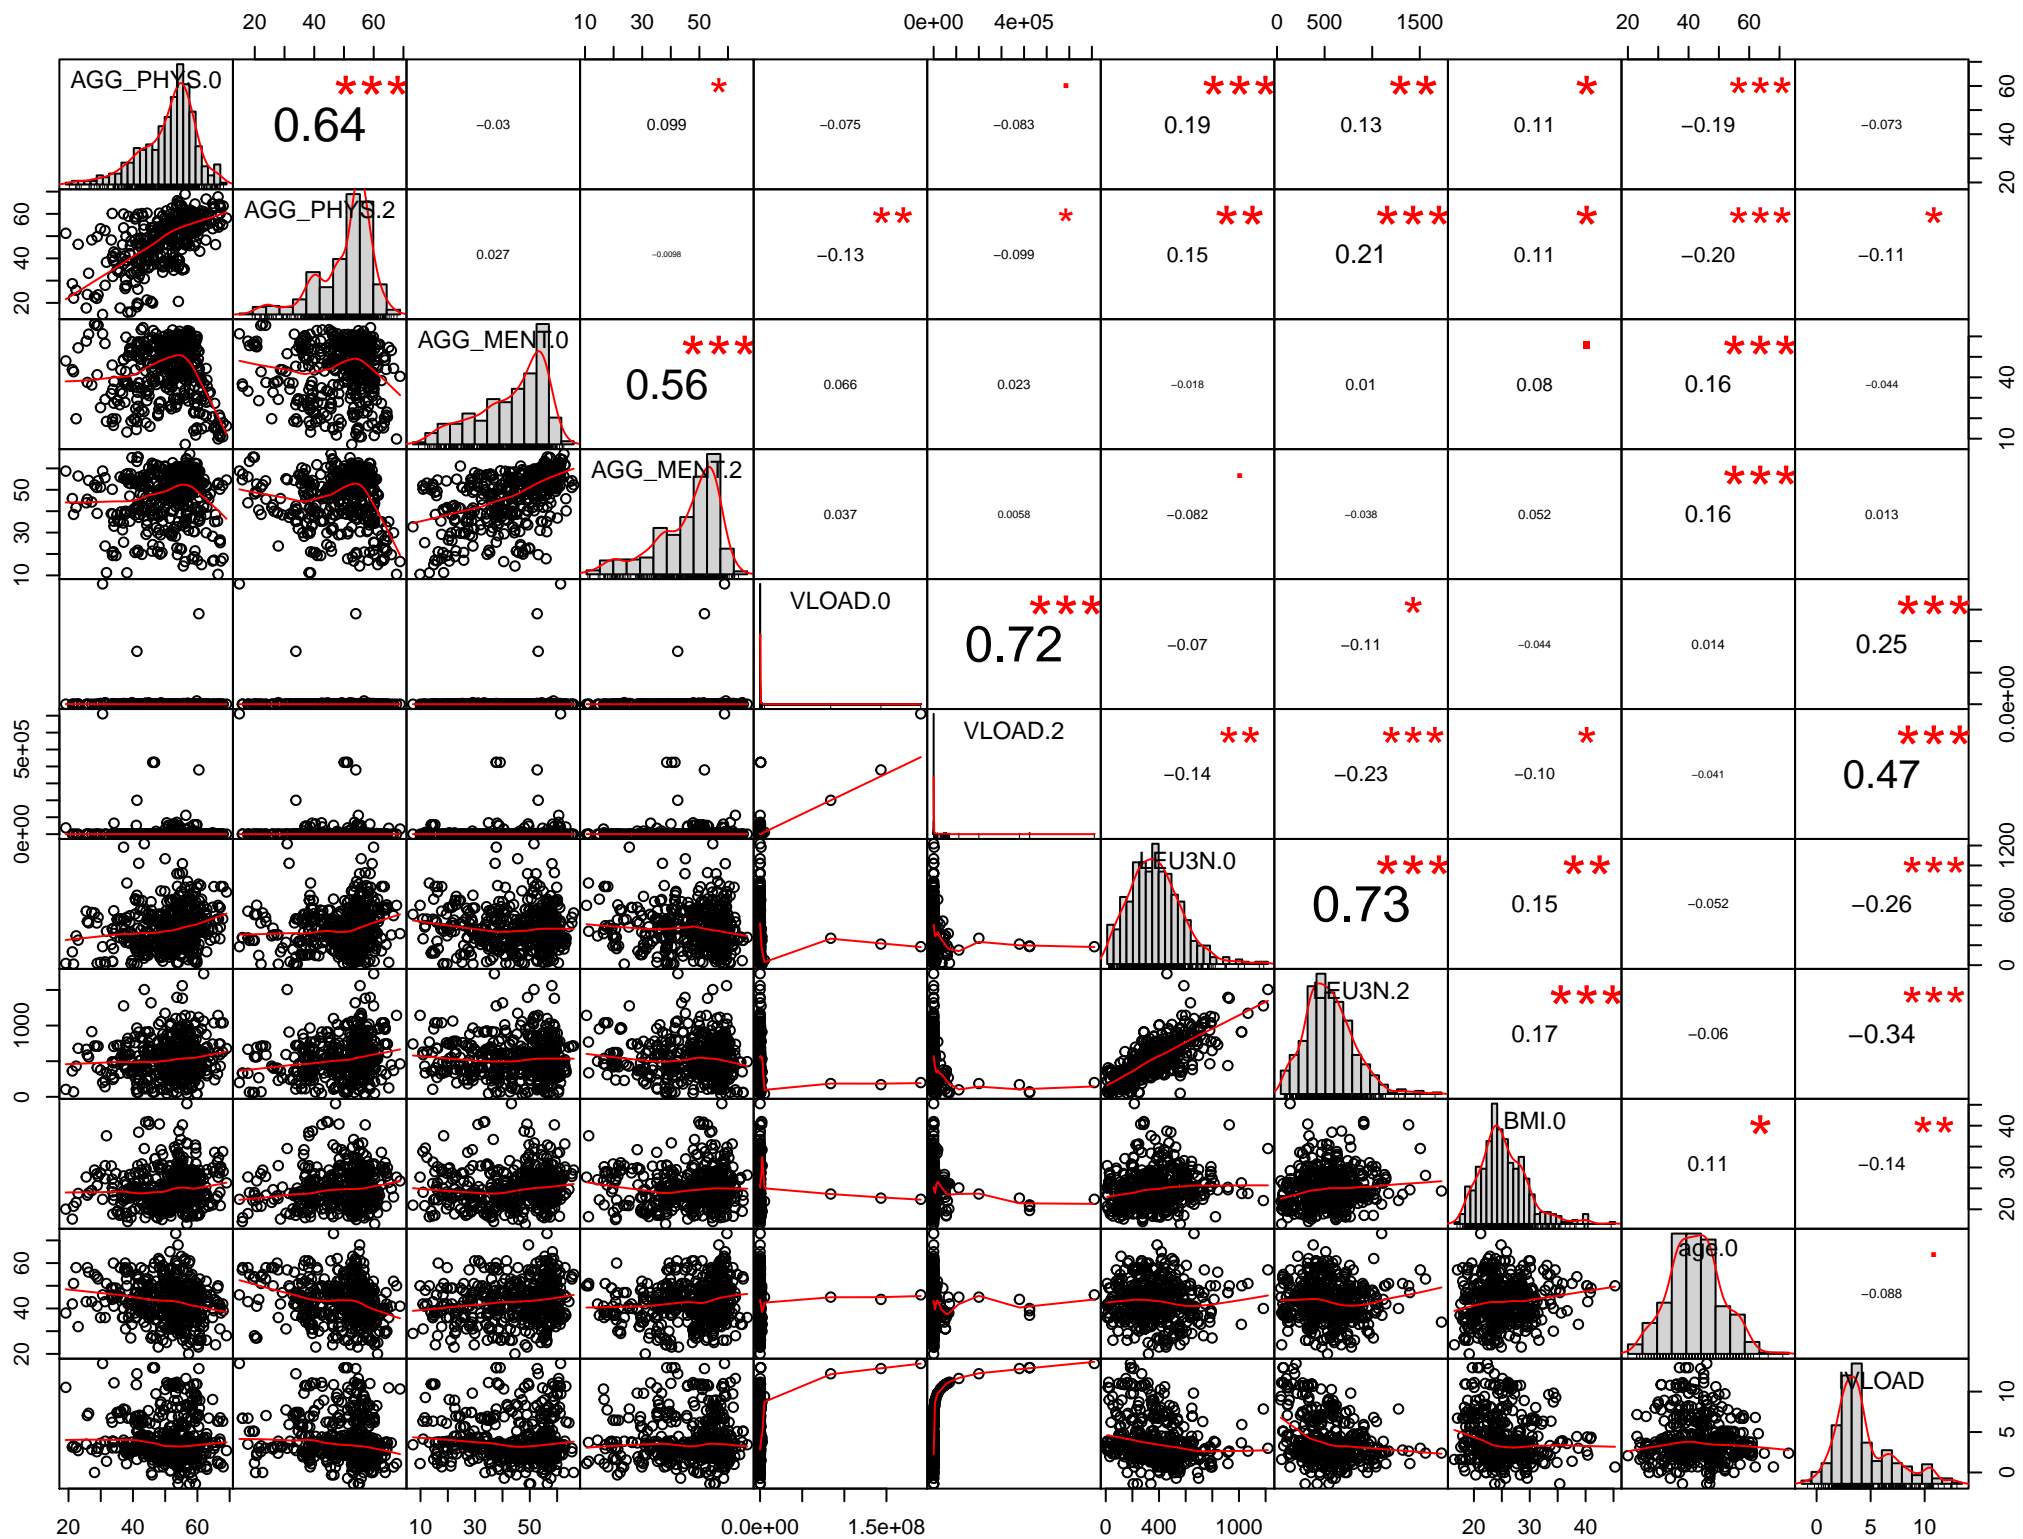 20 40 60 10 30 50 0e+00 4e+05 0 500 1500 20 40 60
AGG_PHYS.0 0.64 *** −0.03 0.099 * −0.075 −0.083 . 0.19 *** 0.13 ** 0.11 * −0.19 *** −0.073 20 40 60
20 40 60 AGG_PHYS.2 0.027 −0.0098 −0.13 ** −0.099 * 0.15 ** 0.21 *** 0.11 * −0.20 *** −0.11 *
AGG_MENT.0 0.56 *** 0.066 0.023 −0.018 0.01 0.08 . 0.16 *** −0.044 10 40
10 30 50 AGG_MENT.2 0.037 0.0058 −0.082 . −0.038 0.052 0.16 *** 0.013
VLOAD.0 0.72 *** −0.07 −0.11 * −0.044 0.014 0.25 *** 0.0e+00
0e+00 5e+05 VLOAD.2 −0.14 ** −0.23 *** −0.10 * −0.041 0.47 ***
LEU3N.0 0.73 *** 0.15 ** −0.052 −0.26 *** 0 600 1200
0 1000 LEU3N.2 0.17 *** −0.06 −0.34 ***
BMI.0 0.11 * −0.14 ** 20 30 40
20 40 60 age.0 −0.088 .
VLOAD 0 5 10
20 40 60 10 30 50 0.0e+00 1.5e+08 0 400 1000 20 30 40 0 5 10